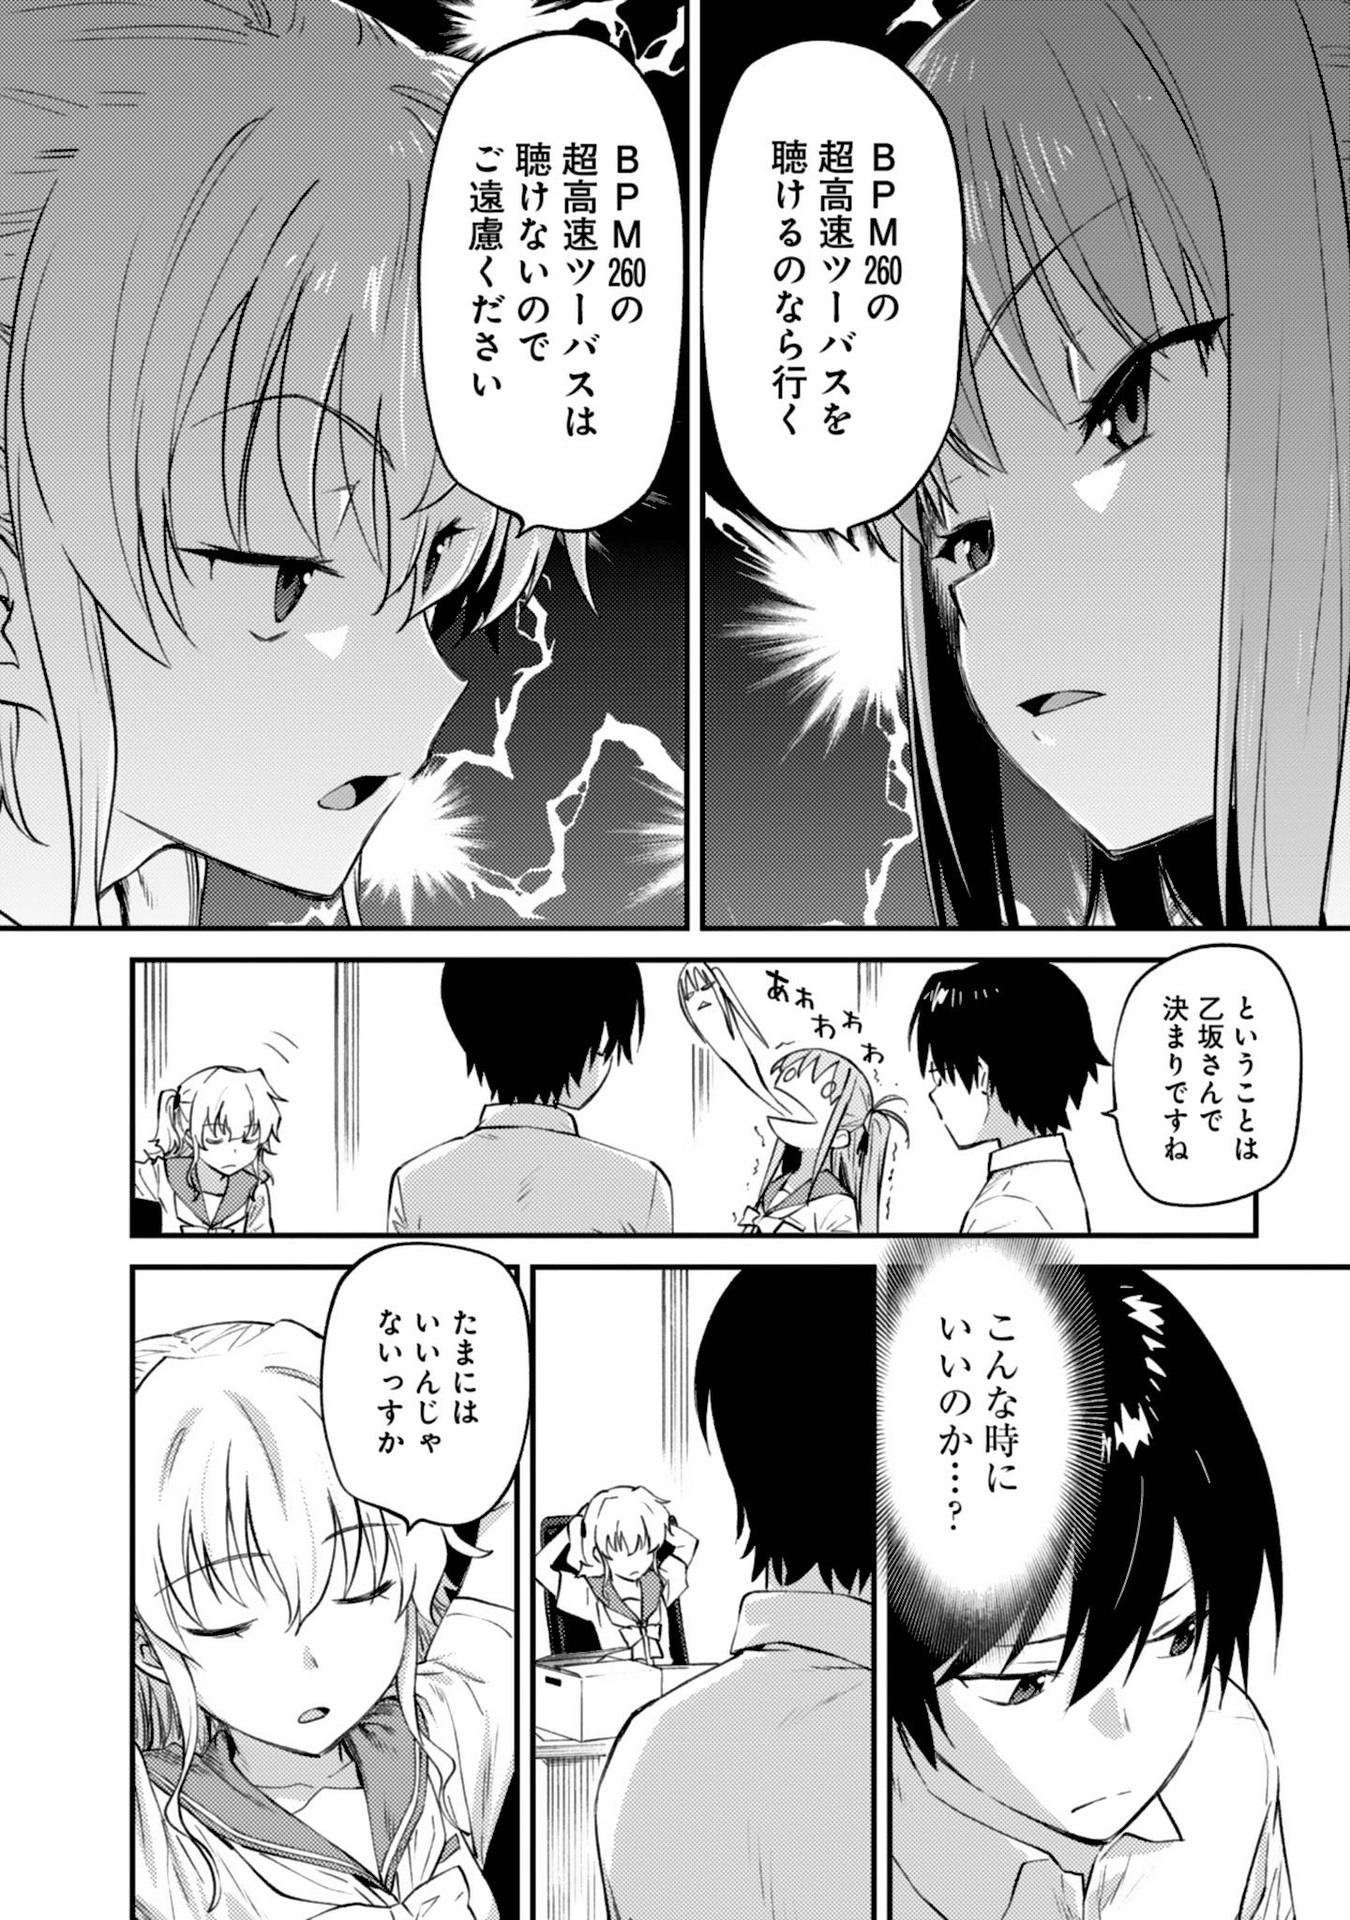 BPM260の
超高速ツーバスを
聴けるのなら行く
BPM260の
超高速ツーバスは
聴けないので
ご遠慮ください
ということは
乙坂さんで
決まりですね
あぁ
わ
わ
わ
わ
こんな時に
いいのか…?
たまには
いいんじゃ
ないっすか